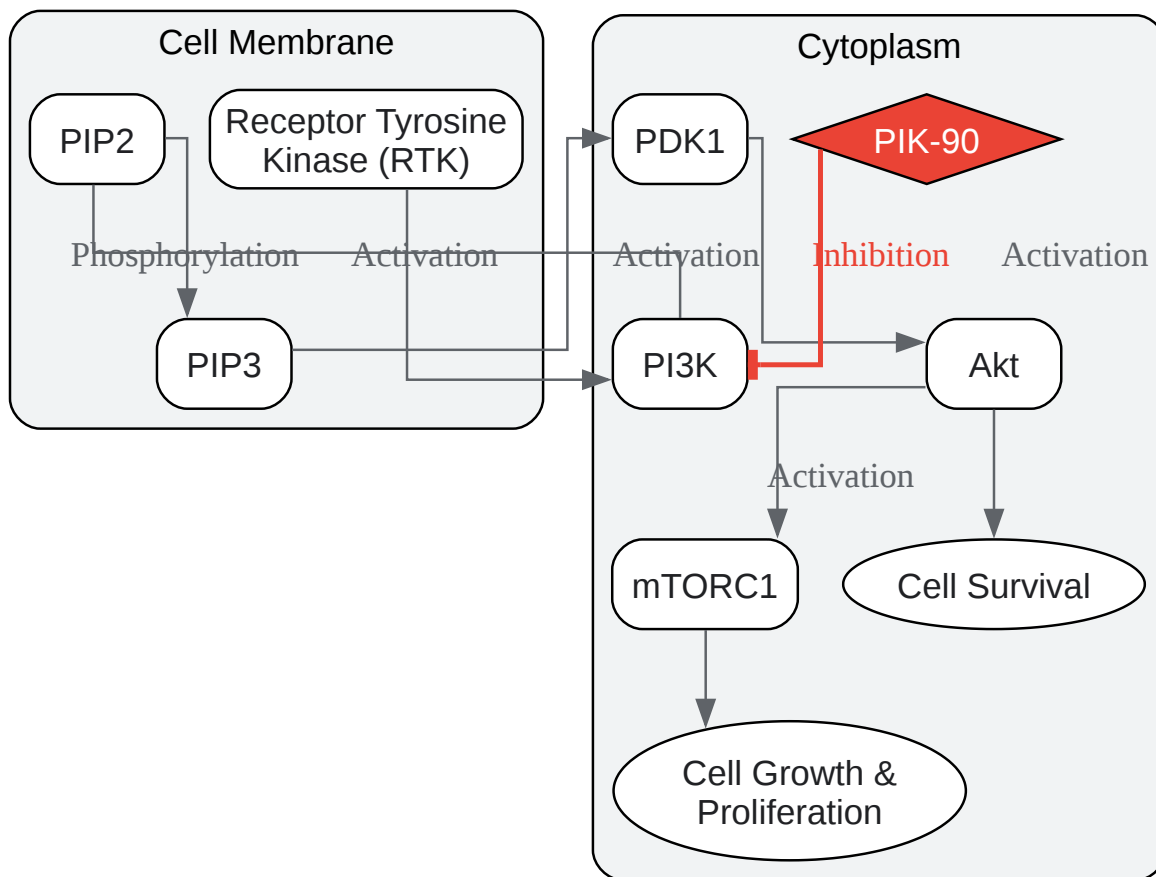 Cell Membrane
Cytoplasm
PIP2
Receptor Tyrosine
Kinase (RTK)
PDK1
PIK-90
Phosphorylation
Activation
Activation
Inhibition
Activation
PIP3
PI3K
Akt
Activation
mTORC1
Cell Survival
Cell Growth &
Proliferation